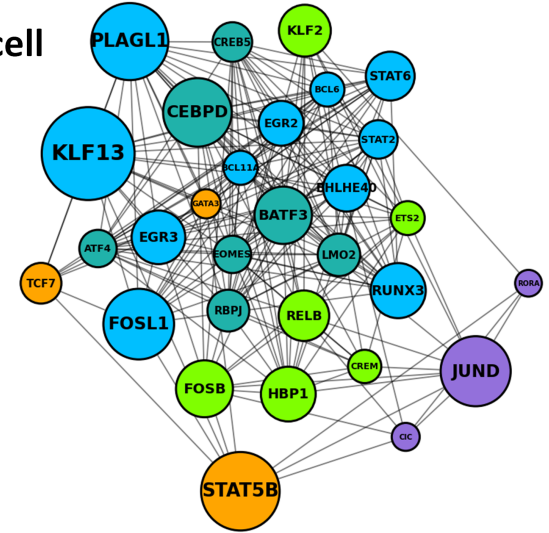 cell
PLAGL1
CREB5
KLF2
STAT6
BCL6
CEBPD
EGR2
STAT2
KLF13
BCL11A
BHLHE40
GATA3
BATF3
ETS2
EGR3
ATF4
EOMES
LMO2
TCF7
RORA
RUNX3
RBPJ
RELB
FOSL1
CREM
JUND
FOSB
HBP1
CIC
STAT5B